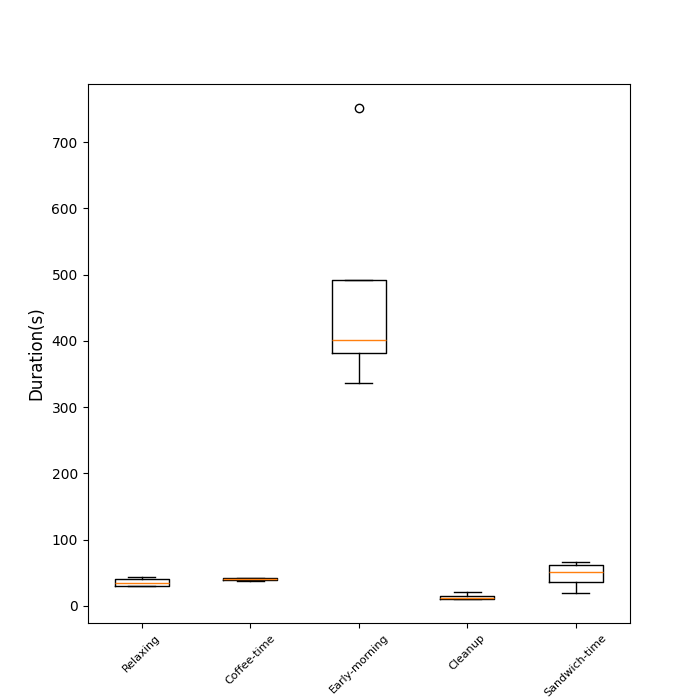 700
600
500
400
300
200
100
0
Duration(s)
Relaxing
Coffee-time
Early-morning
Cleanup
Sandwich-time